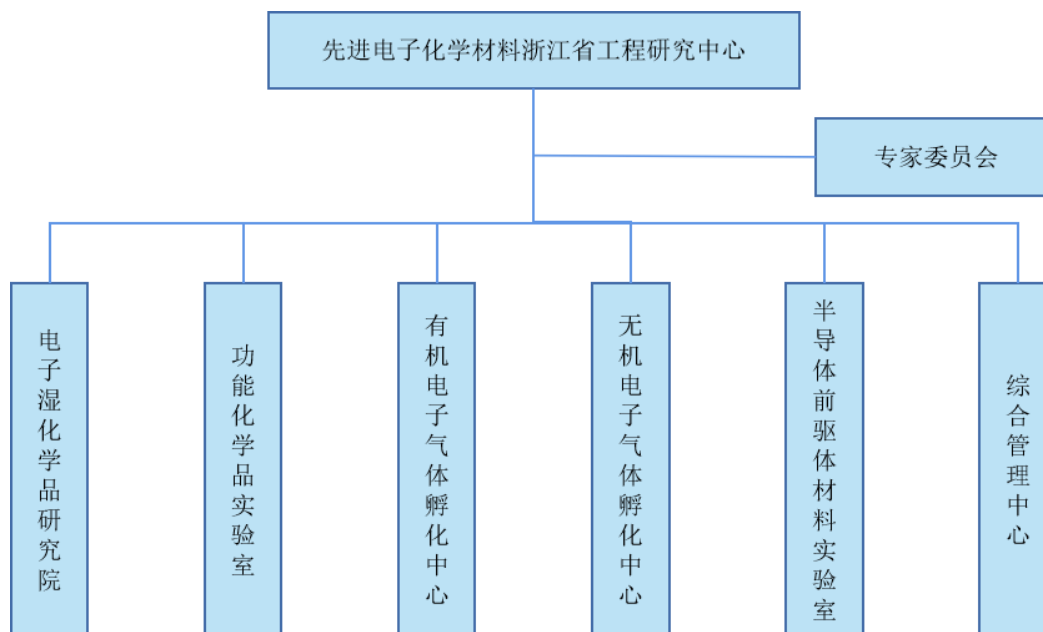 先进电子化学材料浙江省工程研究中心
专家委员会
电子湿化学品研究院
功能化学品实验室
有机电子气体孵化中心
无机电子气体孵化中心
半导体前驱体材料实验室
综合管理中心